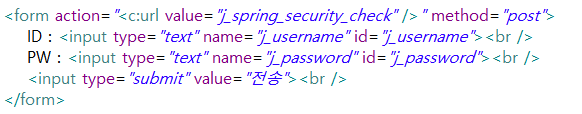 <form action="<c:url value="j_spring_security_check" />" method="post">
ID : <input type="text" name="j_username" id="j_username"><br />
PW : <input type="text" name="j_password" id="j_password"><br />
<input type="submit" value="전송"><br />
</form>